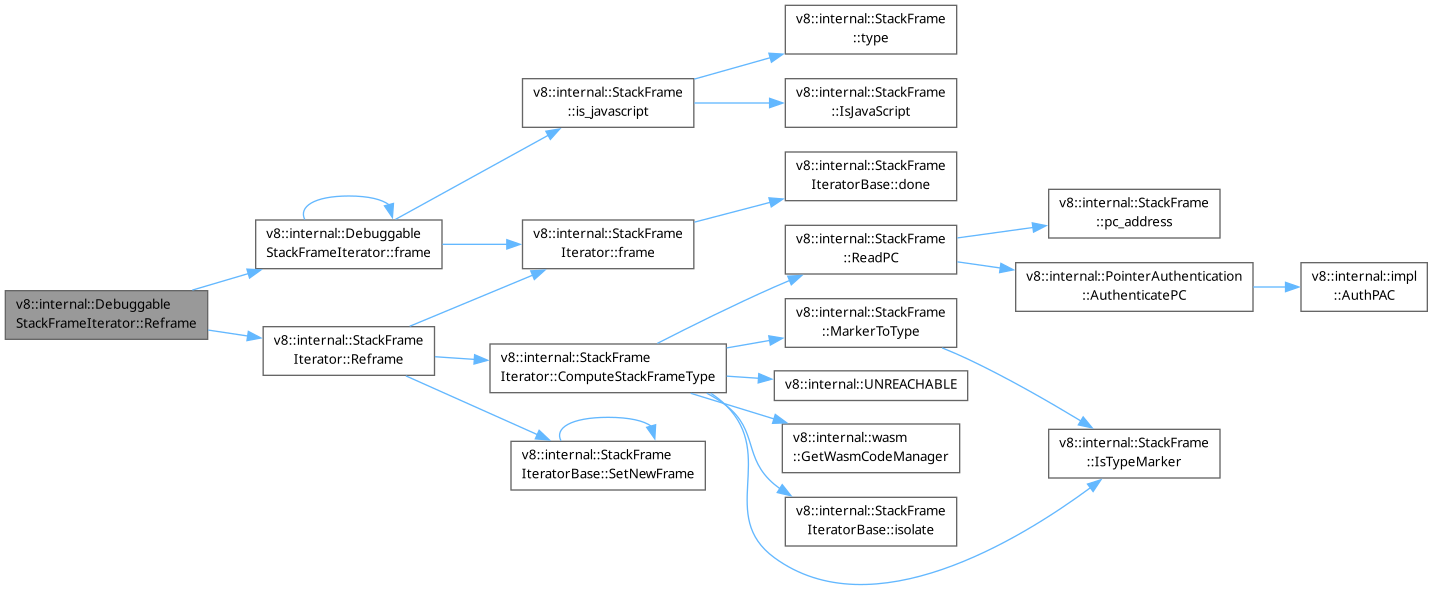 v8::internal::StackFrame
::type
v8::internal::StackFrame
::is_javascript
v8::internal::StackFrame
::IsJavaScript
v8::internal::StackFrame
IteratorBase::done
v8::internal::Debuggable
StackFrameIterator::frame
v8::internal::StackFrame
Iterator::frame
v8::internal::StackFrame
::ReadPC
v8::internal::StackFrame
::pc_address
v8::internal::PointerAuthentication
::AuthenticatePC
v8::internal::impl
::AuthPAC
v8::internal::Debuggable
StackFrameIterator::Reframe
v8::internal::StackFrame
Iterator::Reframe
v8::internal::StackFrame
Iterator::ComputeStackFrameType
v8::internal::StackFrame
::MarkerToType
v8::internal::UNREACHABLE
v8::internal::wasm
::GetWasmCodeManager
v8::internal::StackFrame
::IsTypeMarker
v8::internal::StackFrame
IteratorBase::SetNewFrame
v8::internal::StackFrame
IteratorBase::isolate